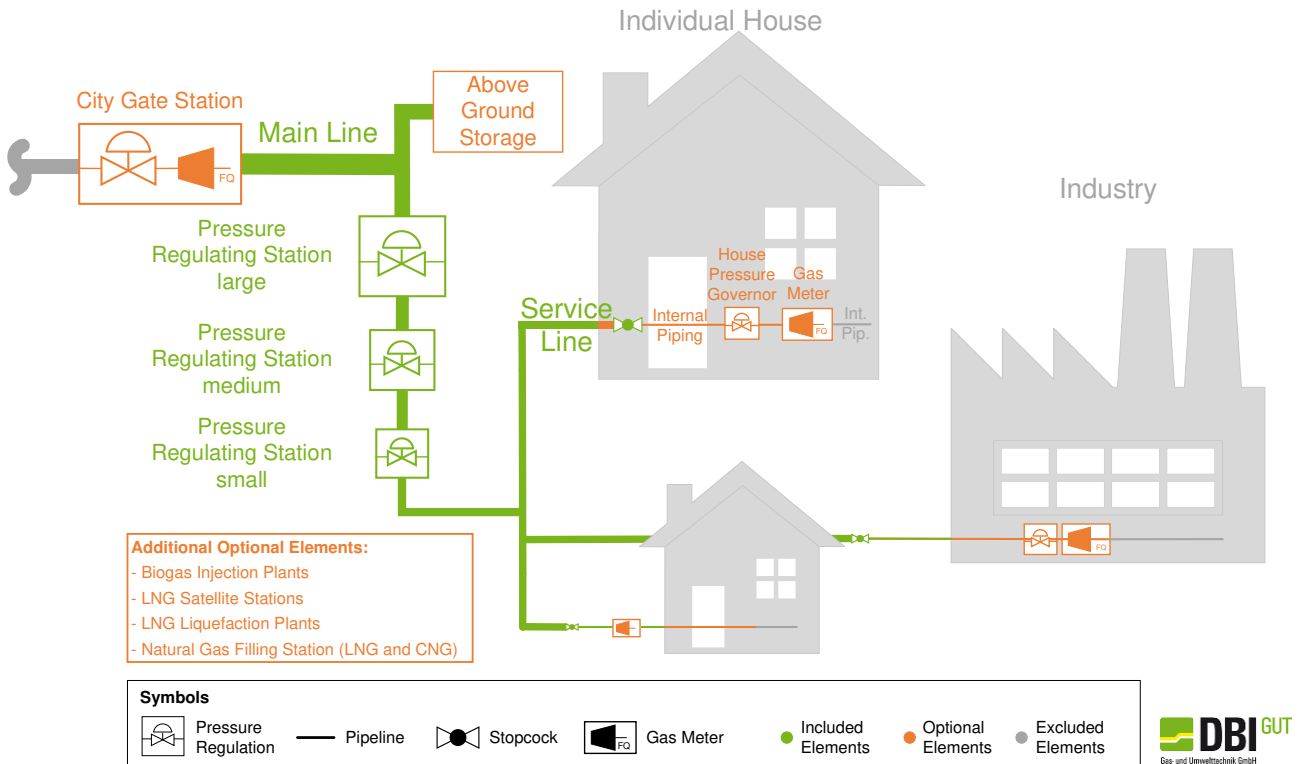 Individual House
City Gate Station
FQ
Main Line
Above
Ground
Storage
Industry
Pressure
Regulating Station
large
House
Pressure
Governor
Gas
Meter
Service
Line
Internal
Piping
FQ
Int.
Pip.
Pressure
Regulating Station
medium
Pressure
Regulating Station
small
Additional Optional Elements:
- Biogas Injection Plants
- LNG Satellite Stations
- LNG Liquefaction Plants
- Natural Gas Filling Station (LNG and CNG)
FQ
Symbols
Pressure
Regulation
Pipeline
Stopcock
FQ
Gas Meter
Included
Elements
Optional
Elements
Excluded
Elements
DBI GUT
Gas- und Umwelttechnik GmbH